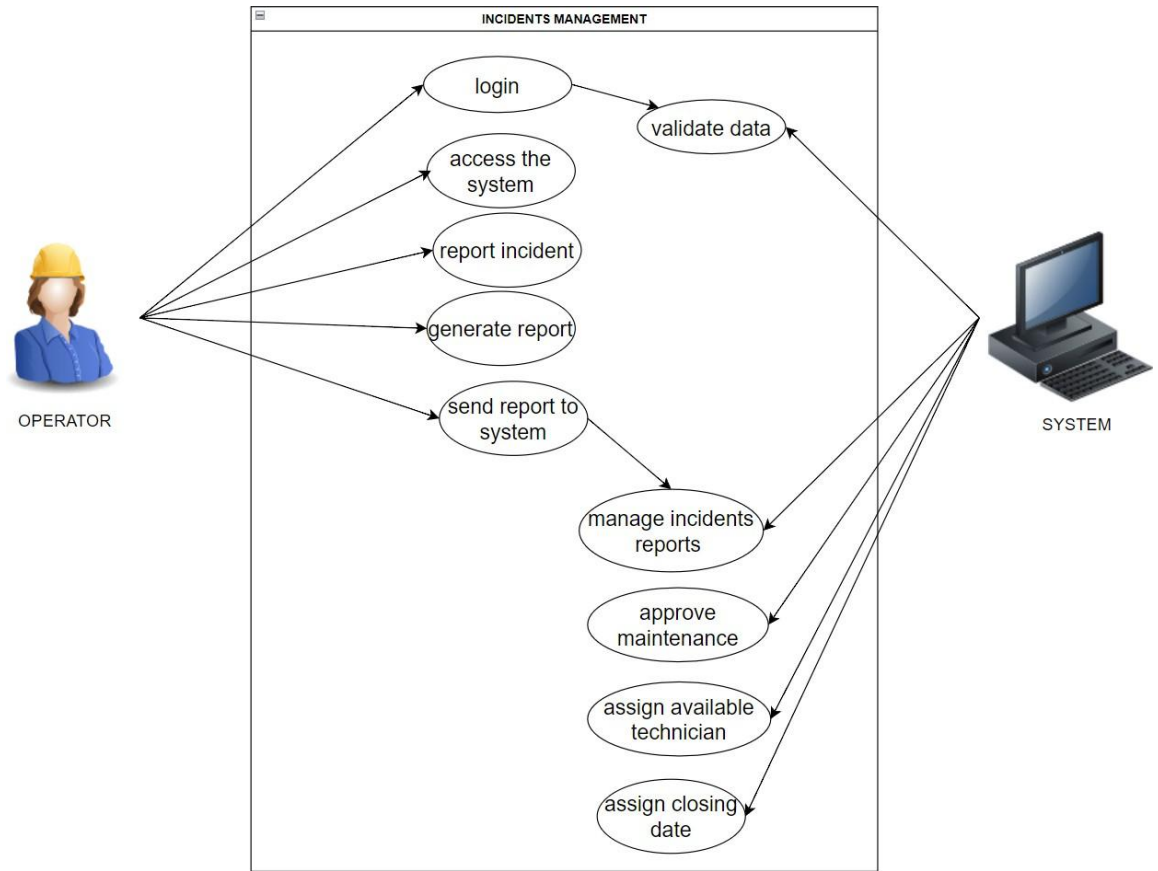 INCIDENTS MANAGEMENT
login
validate data
access the
system
report incident
generate report
send report to
system
OPERATOR
SYSTEM
manage incidents
reports
approve
maintenance
assign available
technician
assign closing
date